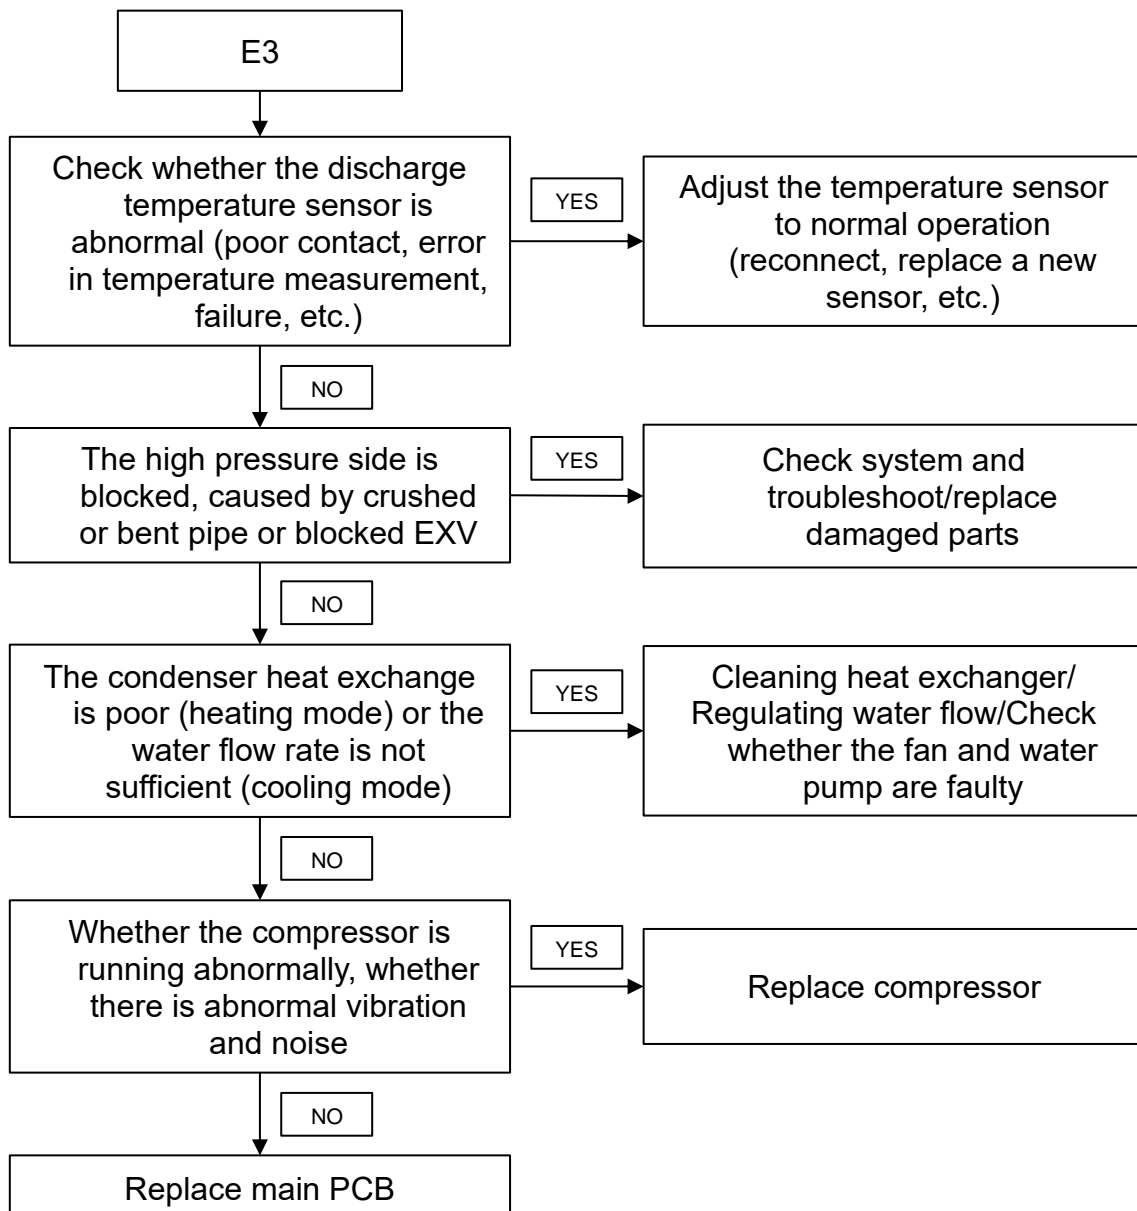 E3
Check whether the discharge
temperature sensor is
abnormal (poor contact, error
in temperature measurement,
failure, etc.)
YES
Adjust the temperature sensor
to normal operation
(reconnect, replace a new
sensor, etc.)
NO
The high pressure side is
blocked, caused by crushed
or bent pipe or blocked EXV
YES
Check system and
troubleshoot/replace
damaged parts
NO
The condenser heat exchange
is poor (heating mode) or the
water flow rate is not
sufficient (cooling mode)
YES
Cleaning heat exchanger/
Regulating water flow/Check
whether the fan and water
pump are faulty
NO
Whether the compressor is
running abnormally, whether
there is abnormal vibration
and noise
YES
Replace compressor
NO
Replace main PCB